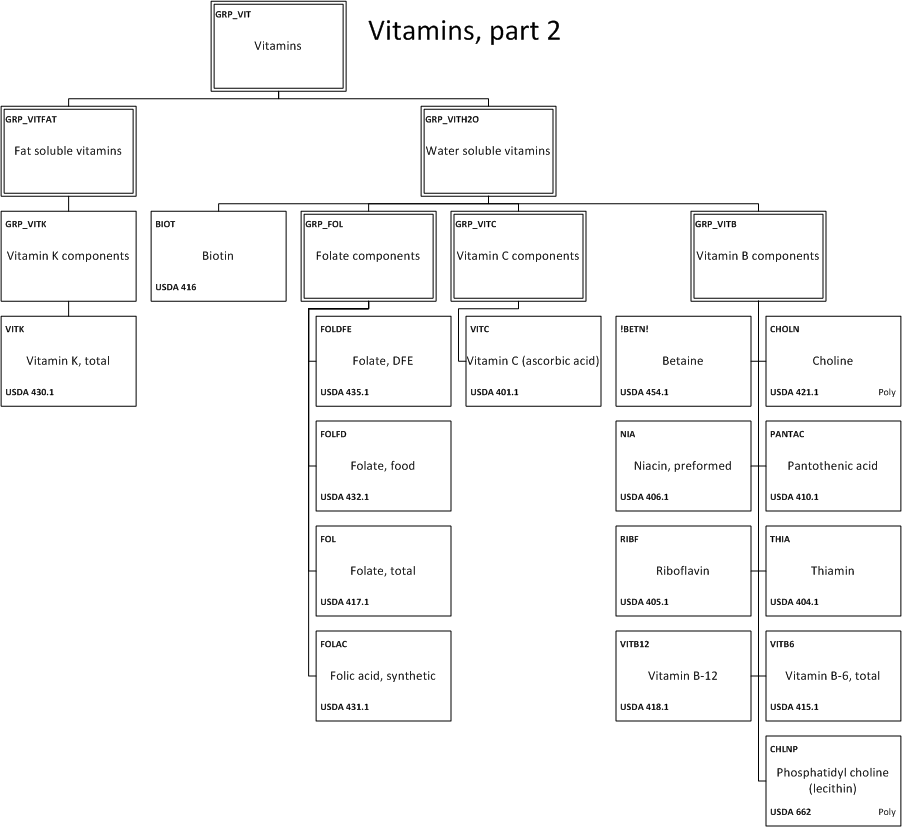 Vitamins, part 2
GRP_VIT
Vitamins
GRP_VITFAT
Fat soluble vitamins
GRP_VITH2O
Water soluble vitamins
GRP_VITK
Vitamin K components
BIOT
Biotin
USDA 416
GRP_FOL
Folate components
GRP_VITC
Vitamin C components
GRP_VITB
Vitamin B components
VITK
Vitamin K, total
USDA 430.1
FOLDFE
Folate, DFE
USDA 435.1
VITC
Vitamin C (ascorbic acid)
USDA 401.1
!BETN!
Betaine
USDA 454.1
CHOLN
Choline
USDA 421.1 Poly
FOLFD
Folate, food
USDA 432.1
NIA
Niacin, preformed
USDA 406.1
PANTAC
Pantothenic acid
USDA 410.1
FOL
Folate, total
USDA 417.1
RIBF
Riboflavin
USDA 405.1
THIA
Thiamin
USDA 404.1
FOLAC
Folic acid, synthetic
USDA 431.1
VITB12
Vitamin B-12
USDA 418.1
VITB6
Vitamin B-6, total
USDA 415.1
CHLNP
Phosphatidyl choline
(lecithin)
USDA 662 Poly